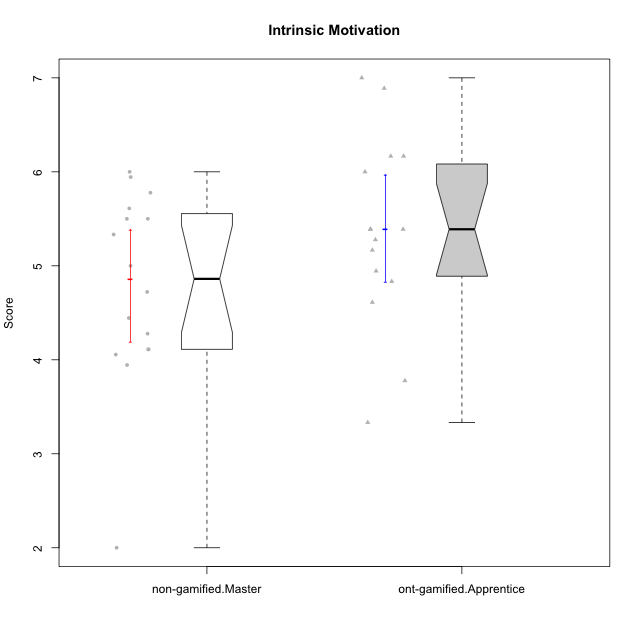 Intrinsic Motivation
Score
7
6
5
4
3
2
non-gamified.Master
ont-gamified.Apprentice